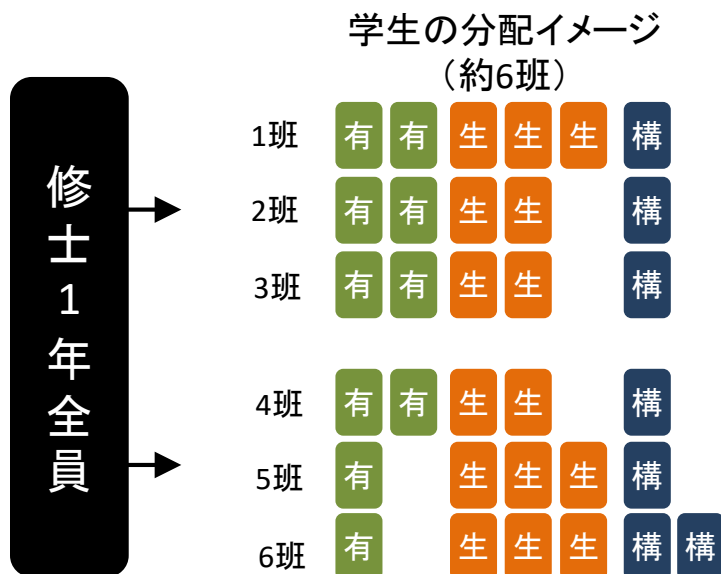 学生の分配イメージ
（約6班）
修士1年全員
1班 有 有 生 生 生 構
2班 有 有 生 生 構
3班 有 有 生 生 構
4班 有 有 生 生 構
5班 有 生 生 生 構
6班 有 生 生 生 構 構